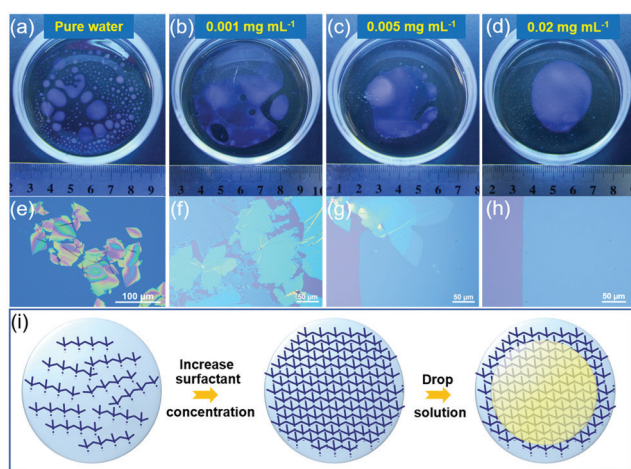 (a) Pure water
(b) 0.001 mg mL⁻¹
(c) 0.005 mg mL⁻¹
(d) 0.02 mg mL⁻¹
2 3 4 5 6 7 8 9
3 4 5 6 7 8 9 10
1 2 3 4 5 6 7 8
2 3 4 5 6 7 8
(e) 100 μm
(f) 50 μm
(g) 50 μm
(h) 50 μm
(i)
Increase
surfactant
concentration
Drop
solution